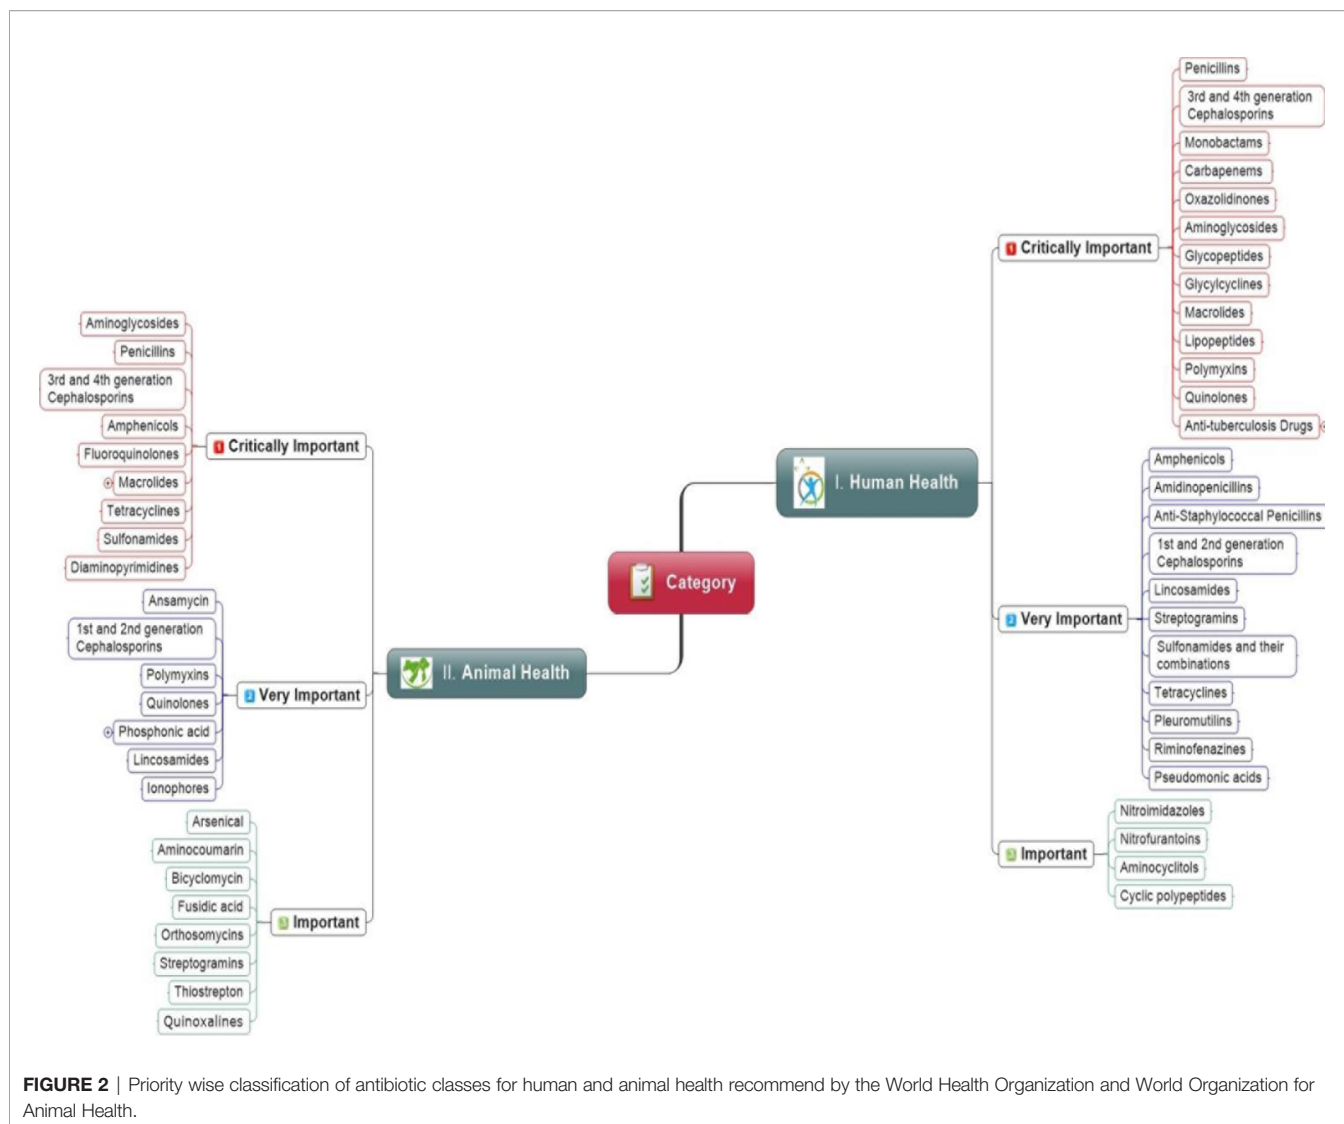 Penicillins
3rd and 4th generation
Cephalosporins
Monobactams
Carbapenems
Oxazolidinones
Aminoglycosides
Glycopeptides
Glycylcyclines
Macrolides
Lipopeptides
Polymyxins
Quinolones
Anti-tuberculosis Drugs
1 Critically Important
Amphenicols
Amidinopenicillins
Anti-Staphylococcal Penicillins
1st and 2nd generation
Cephalosporins
Lincosamides
Streptogramins
Sulfonamides and their
combinations
Tetracyclines
Pleuromutilins
Riminofenazines
Pseudomonic acids
2 Very Important
Nitroimidazoles
Nitrofurantoins
Aminocyclitols
Cyclic polypeptides
3 Important
I. Human Health
Category
II. Animal Health
1 Critically Important
Aminoglycosides
Penicillins
3rd and 4th generation
Cephalosporins
Amphenicols
Fluoroquinolones
Macrolides
Tetracyclines
Sulfonamides
Diaminopyrimidines
2 Very Important
Ansamycin
1st and 2nd generation
Cephalosporins
Polymyxins
Quinolones
Phosphonic acid
Lincosamides
Ionophores
3 Important
Arsenical
Aminocoumarin
Bicyclomycin
Fusidic acid
Orthosomycins
Streptogramins
Thiostrepton
Quinoxalines
FIGURE 2 | Priority wise classification of antibiotic classes for human and animal health recommend by the World Health Organization and World Organization for
Animal Health.